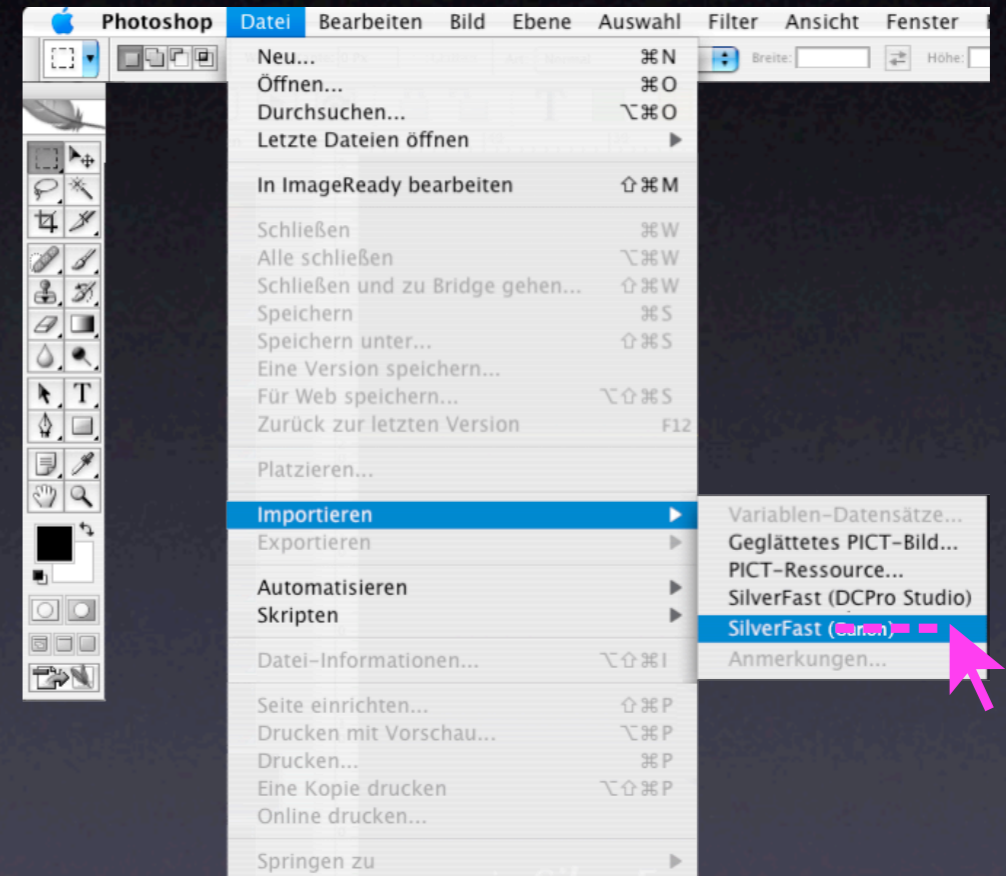 Photoshop Datei Bearbeiten Bild Ebene Auswahl Filter Ansicht Fenster
Breite: Höhe:
Neu... ⌘N
Öffnen... ⌘O
Durchsuchen... ⌥⌘O
Letzte Dateien öffnen ▶
In ImageReady bearbeiten ⇧⌘M
Schließen ⌘W
Alle schließen ⌥⌘W
Schließen und zu Bridge gehen... ⇧⌘W
Speichern ⌘S
Speichern unter... ⇧⌘S
Eine Version speichern...
Für Web speichern... ⌥⇧⌘S
Zurück zur letzten Version F12
Platzieren...
Importieren ▶
Exportieren ▶
Automatisieren ▶
Skripten ▶
Datei-Informationen... ⌥⇧⌘I
Seite einrichten... ⇧⌘P
Drucken mit Vorschau... ⌥⌘P
Drucken... ⌘P
Eine Kopie drucken ⌥⇧⌘P
Online drucken...
Springen zu ▶
Variablen-Datensätze...
Geglättetes PICT-Bild...
PICT-Ressource...
SilverFast (DCPro Studio)
SilverFast (Canon)
Anmerkungen...
T